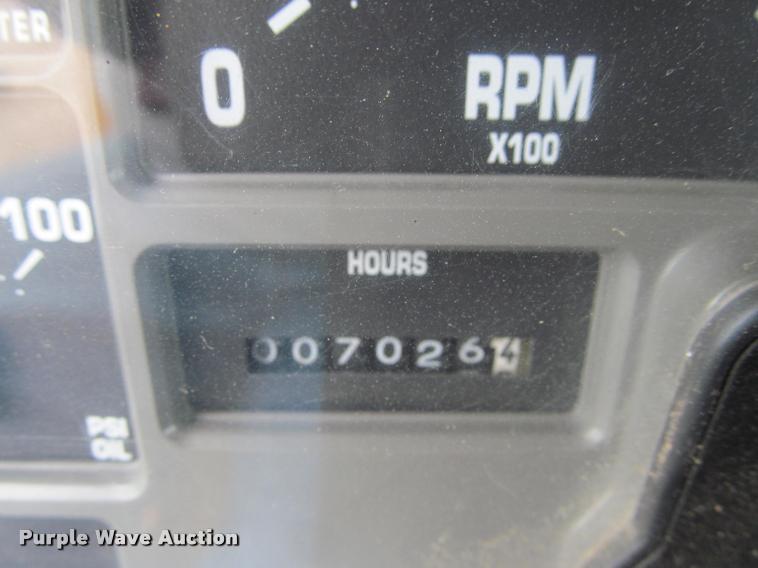 TER
0
RPM
X100
100
HOURS
0070264
PSI
OIL
Purple Wave Auction